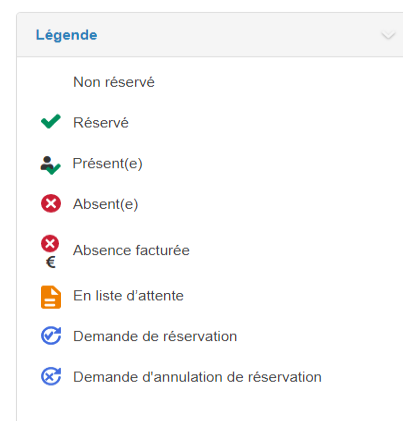 Légende
Non réservé
Réservé
Présent(e)
Absent(e)
Absence facturée
€
En liste d'attente
Demande de réservation
Demande d'annulation de réservation